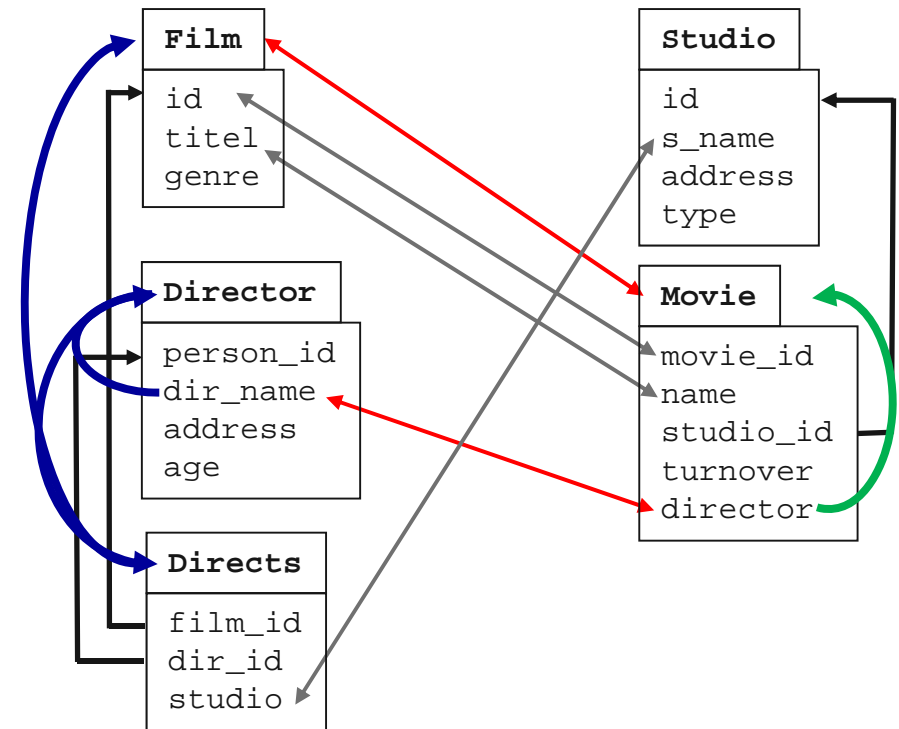 Film
id
titel
genre
Director
person_id
dir_name
address
age
Directs
film_id
dir_id
studio
Studio
id
s_name
address
type
Movie
movie_id
name
studio_id
turnover
director